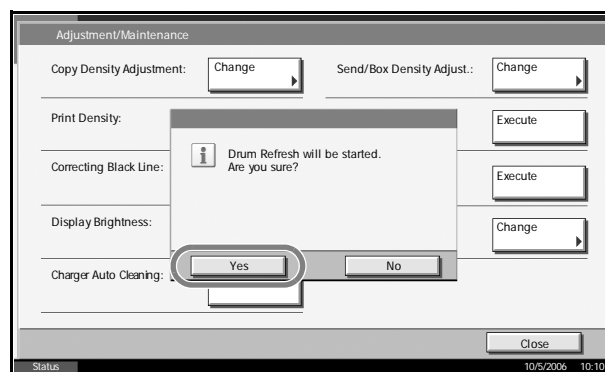 Adjustment/Maintenance
Copy Density Adjustment: Change Send/Box Density Adjust.: Change
Print Density: Execute
Drum Refresh will be started.
Are you sure?
Correcting Black Line: Execute
Display Brightness: Change
Yes No
Charger Auto Cleaning:
Close
Status 10/5/2006 10:10